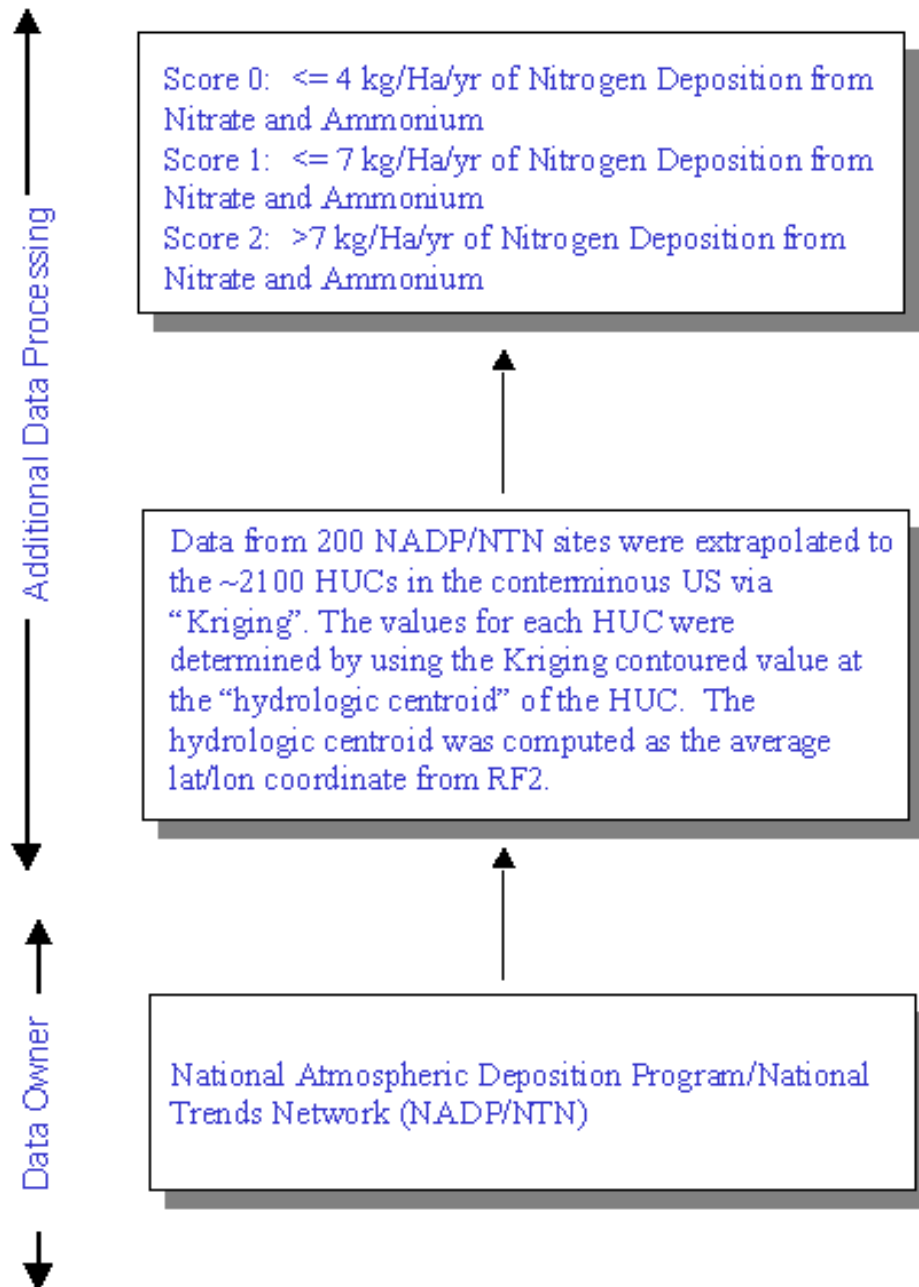 Score 0: <= 4 kg/Ha/yr of Nitrogen Deposition from
Nitrate and Ammonium
Score 1: <= 7 kg/Ha/yr of Nitrogen Deposition from
Nitrate and Ammonium
Score 2: >7 kg/Ha/yr of Nitrogen Deposition from
Nitrate and Ammonium
Additional Data Processing
Data from 200 NADP/NTN sites were extrapolated to
the ~2100 HUCs in the conterminous US via
“Kriging”. The values for each HUC were
determined by using the Kriging contoured value at
the “hydrologic centroid” of the HUC. The
hydrologic centroid was computed as the average
lat/lon coordinate from RF2.
Data Owner
National Atmospheric Deposition Program/National
Trends Network (NADP/NTN)